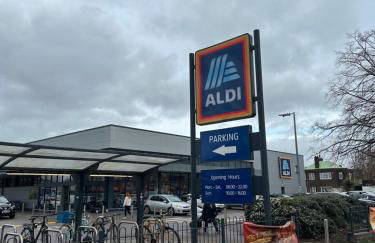 ALDI
PARKING
Opening Hours
Mon. - Sat. 08:00 - 22:00
Sun. 10:00 - 16:00